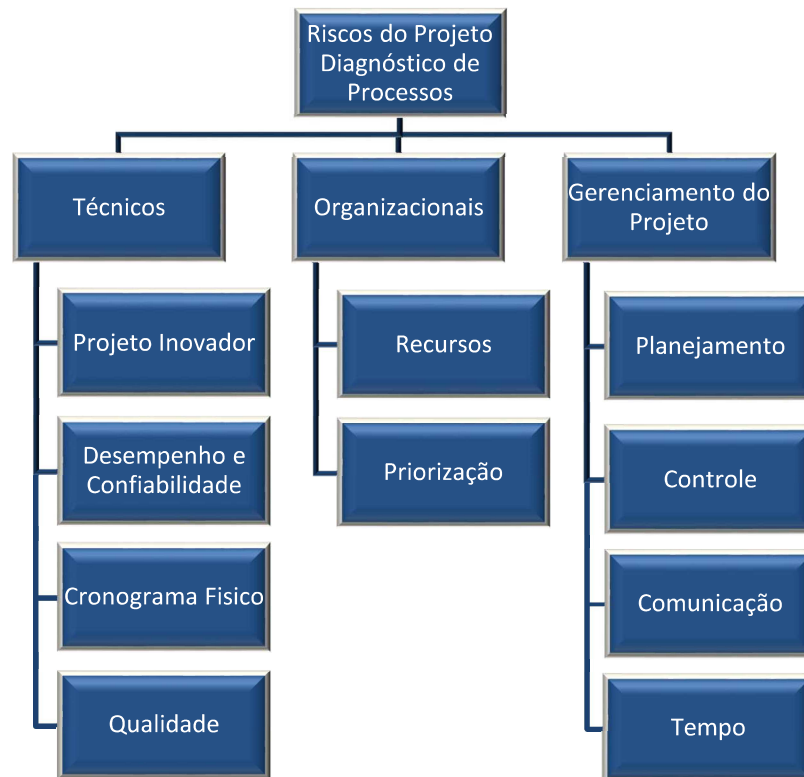 Riscos do Projeto
Diagnóstico de
Processos
Técnicos
Organizacionais
Gerenciamento do
Projeto
Projeto Inovador
Desempenho e
Confiabilidade
Cronograma Fisico
Qualidade
Recursos
Priorização
Planejamento
Controle
Comunicação
Tempo